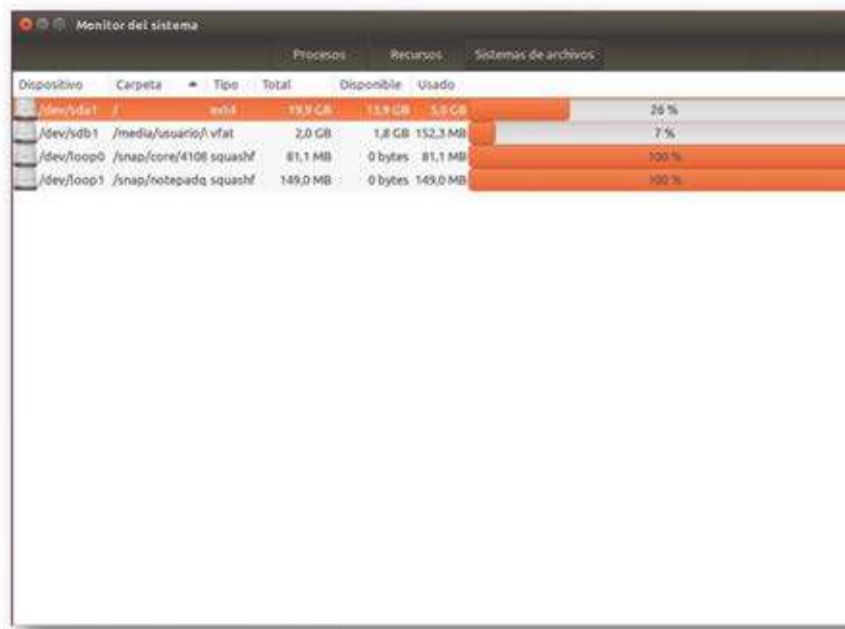 Monitor del sistema
Procesos Recursos Sistemas de archivos
Dispositivo Carpeta Tipo Total Disponible Usado
/dev/sda1 / ext4 19,9 GB 13,9 GB 5,0 GB 26 %
/dev/sdb1 /media/usuario/\ vfat 2,0 GB 1,8 GB 152,3 MB 7 %
/dev/loop0 /snap/core/4108 squashf 81,1 MB 0 bytes 81,1 MB 100 %
/dev/loop1 /snap/notepadq squashf 149,0 MB 0 bytes 149,0 MB 100 %